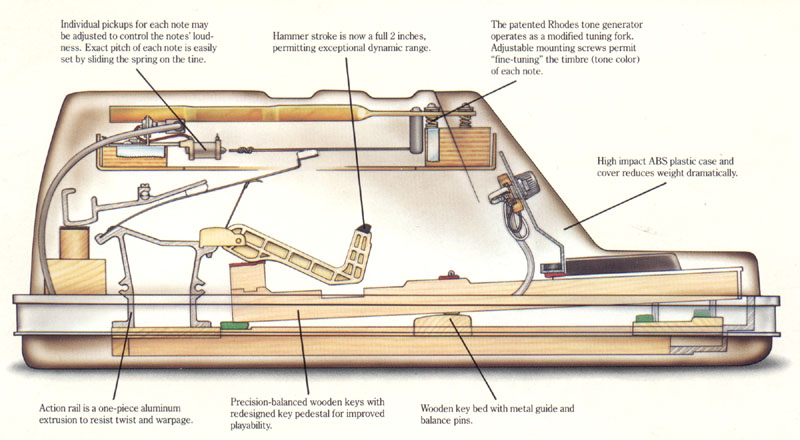 Individual pickups for each note may
be adjusted to control the notes' loud-
ness. Exact pitch of each note is easily
set by sliding the spring on the tine.
Hammer stroke is now a full 2 inches,
permitting exceptional dynamic range.
The patented Rhodes tone generator
operates as a modified tuning fork.
Adjustable mounting screws permit
"fine-tuning" the timbre (tone color)
of each note.
High impact ABS plastic case and
cover reduces weight dramatically.
Action rail is a one-piece aluminum
extrusion to resist twist and warpage.
Precision-balanced wooden keys with
redesigned key pedestal for improved
playability.
Wooden key bed with metal guide and
balance pins.